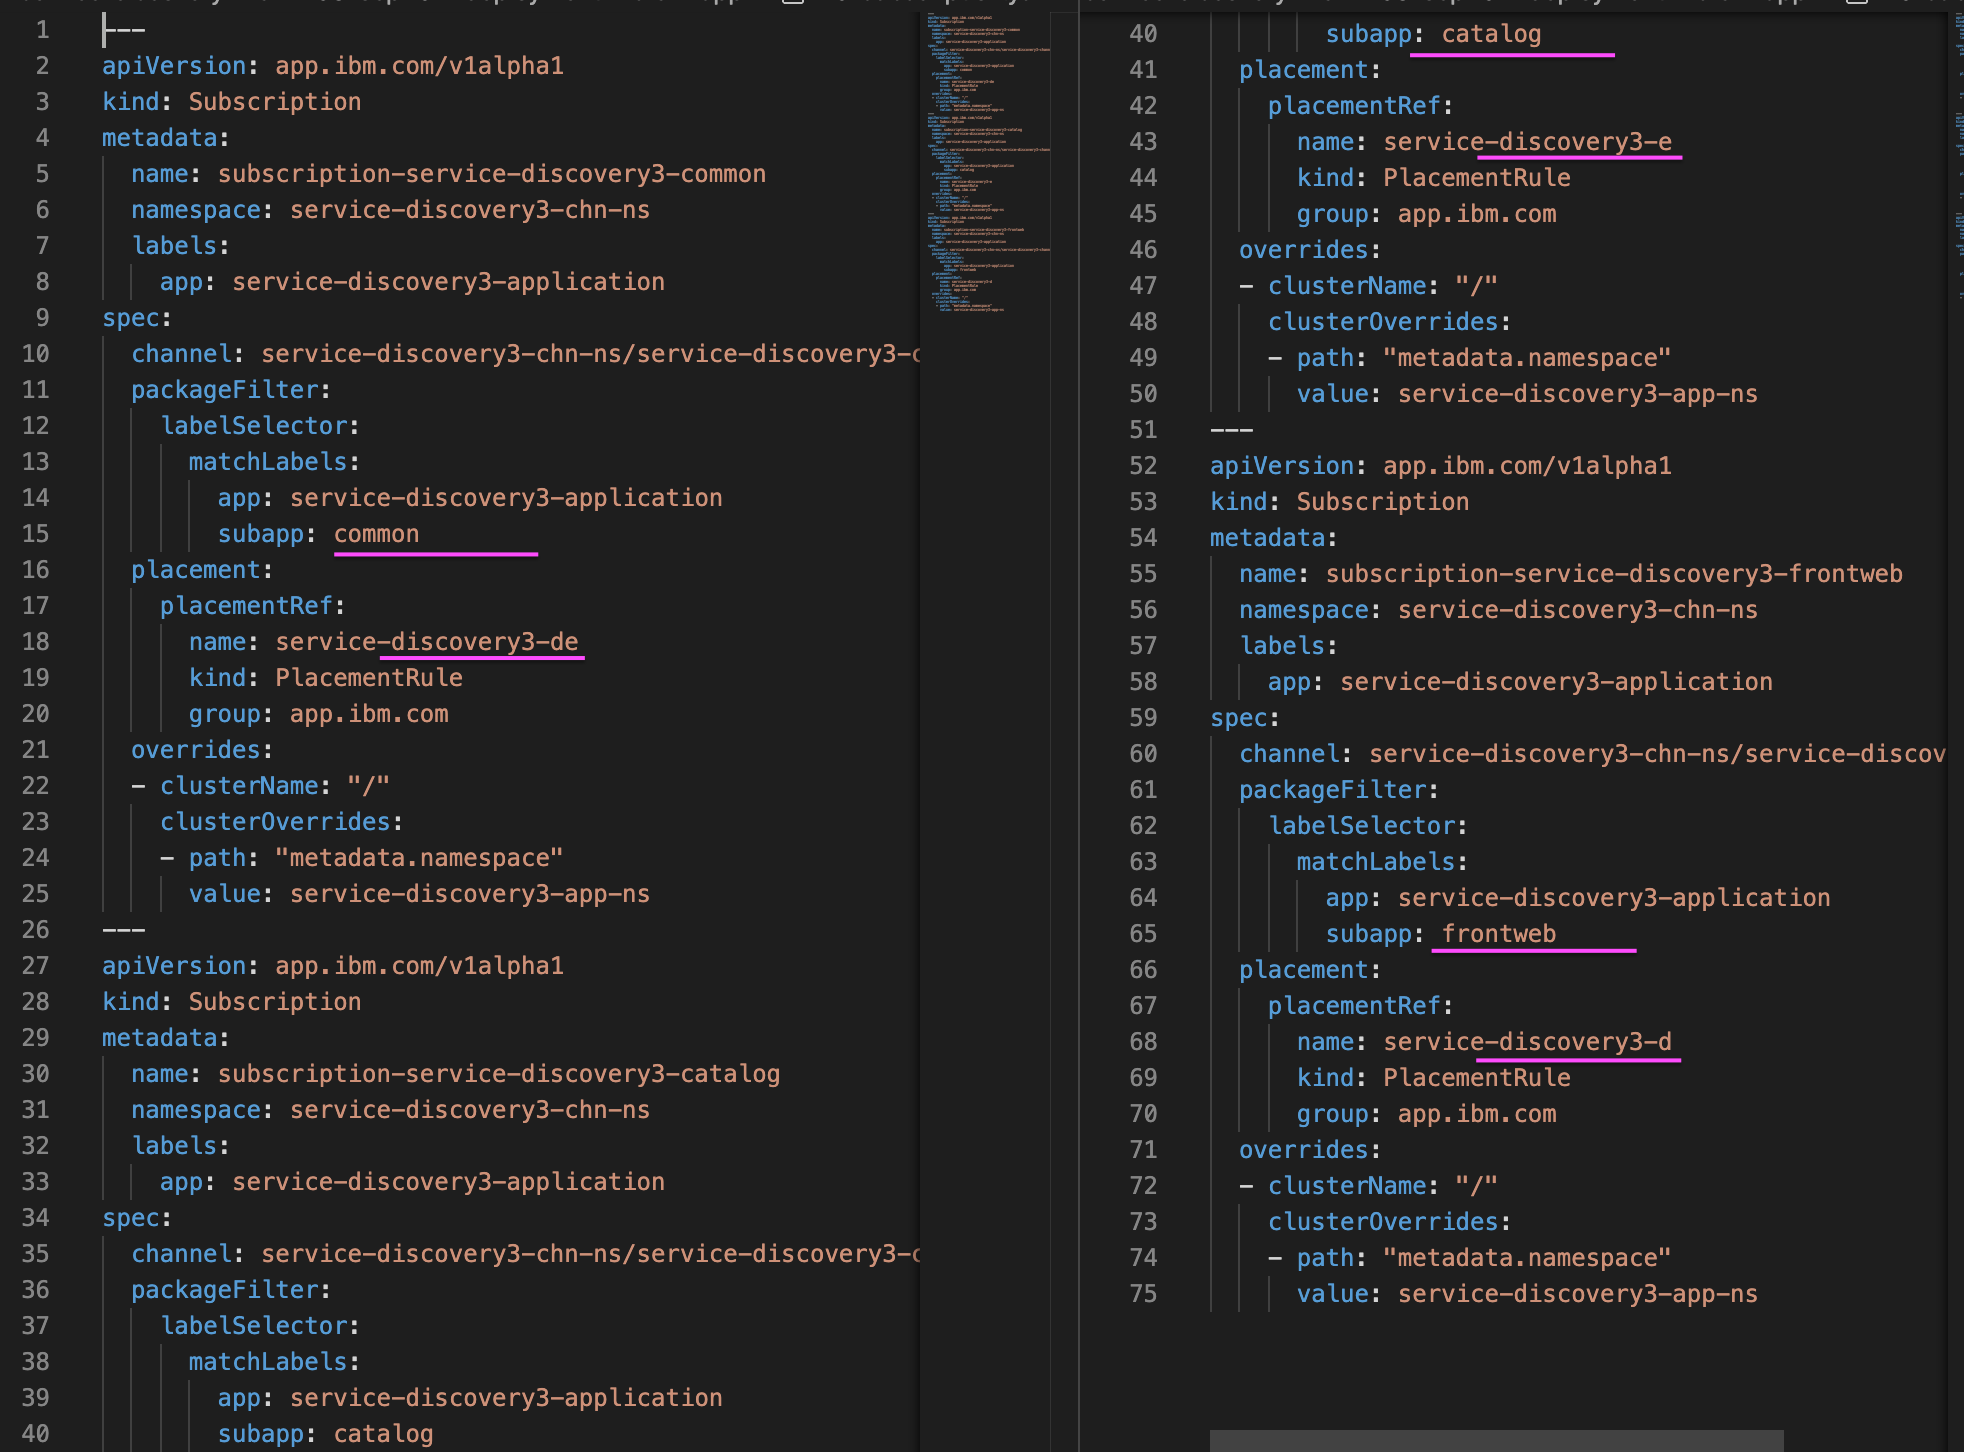 1 ---
2 apiVersion: app.ibm.com/v1alpha1
3 kind: Subscription
4 metadata:
5 name: subscription-service-discovery3-common
6 namespace: service-discovery3-chn-ns
7 labels:
8 app: service-discovery3-application
9 spec:
10 channel: service-discovery3-chn-ns/service-discovery3-c
11 packageFilter:
12 labelSelector:
13 matchLabels:
14 app: service-discovery3-application
15 subapp: common
16 placement:
17 placementRef:
18 name: service-discovery3-de
19 kind: PlacementRule
20 group: app.ibm.com
21 overrides:
22 - clusterName: "/"
23 clusterOverrides:
24 - path: "metadata.namespace"
25 value: service-discovery3-app-ns
26 ---
27 apiVersion: app.ibm.com/v1alpha1
28 kind: Subscription
29 metadata:
30 name: subscription-service-discovery3-catalog
31 namespace: service-discovery3-chn-ns
32 labels:
33 app: service-discovery3-application
34 spec:
35 channel: service-discovery3-chn-ns/service-discovery3-c
36 packageFilter:
37 labelSelector:
38 matchLabels:
39 app: service-discovery3-application
40 subapp: catalog
40 subapp: catalog
41 placement:
42 placementRef:
43 name: service-discovery3-e
44 kind: PlacementRule
45 group: app.ibm.com
46 overrides:
47 - clusterName: "/"
48 clusterOverrides:
49 - path: "metadata.namespace"
50 value: service-discovery3-app-ns
51 ---
52 apiVersion: app.ibm.com/v1alpha1
53 kind: Subscription
54 metadata:
55 name: subscription-service-discovery3-frontweb
56 namespace: service-discovery3-chn-ns
57 labels:
58 app: service-discovery3-application
59 spec:
60 channel: service-discovery3-chn-ns/service-discov
61 packageFilter:
62 labelSelector:
63 matchLabels:
64 app: service-discovery3-application
65 subapp: frontweb
66 placement:
67 placementRef:
68 name: service-discovery3-d
69 kind: PlacementRule
70 group: app.ibm.com
71 overrides:
72 - clusterName: "/"
73 clusterOverrides:
74 - path: "metadata.namespace"
75 value: service-discovery3-app-ns